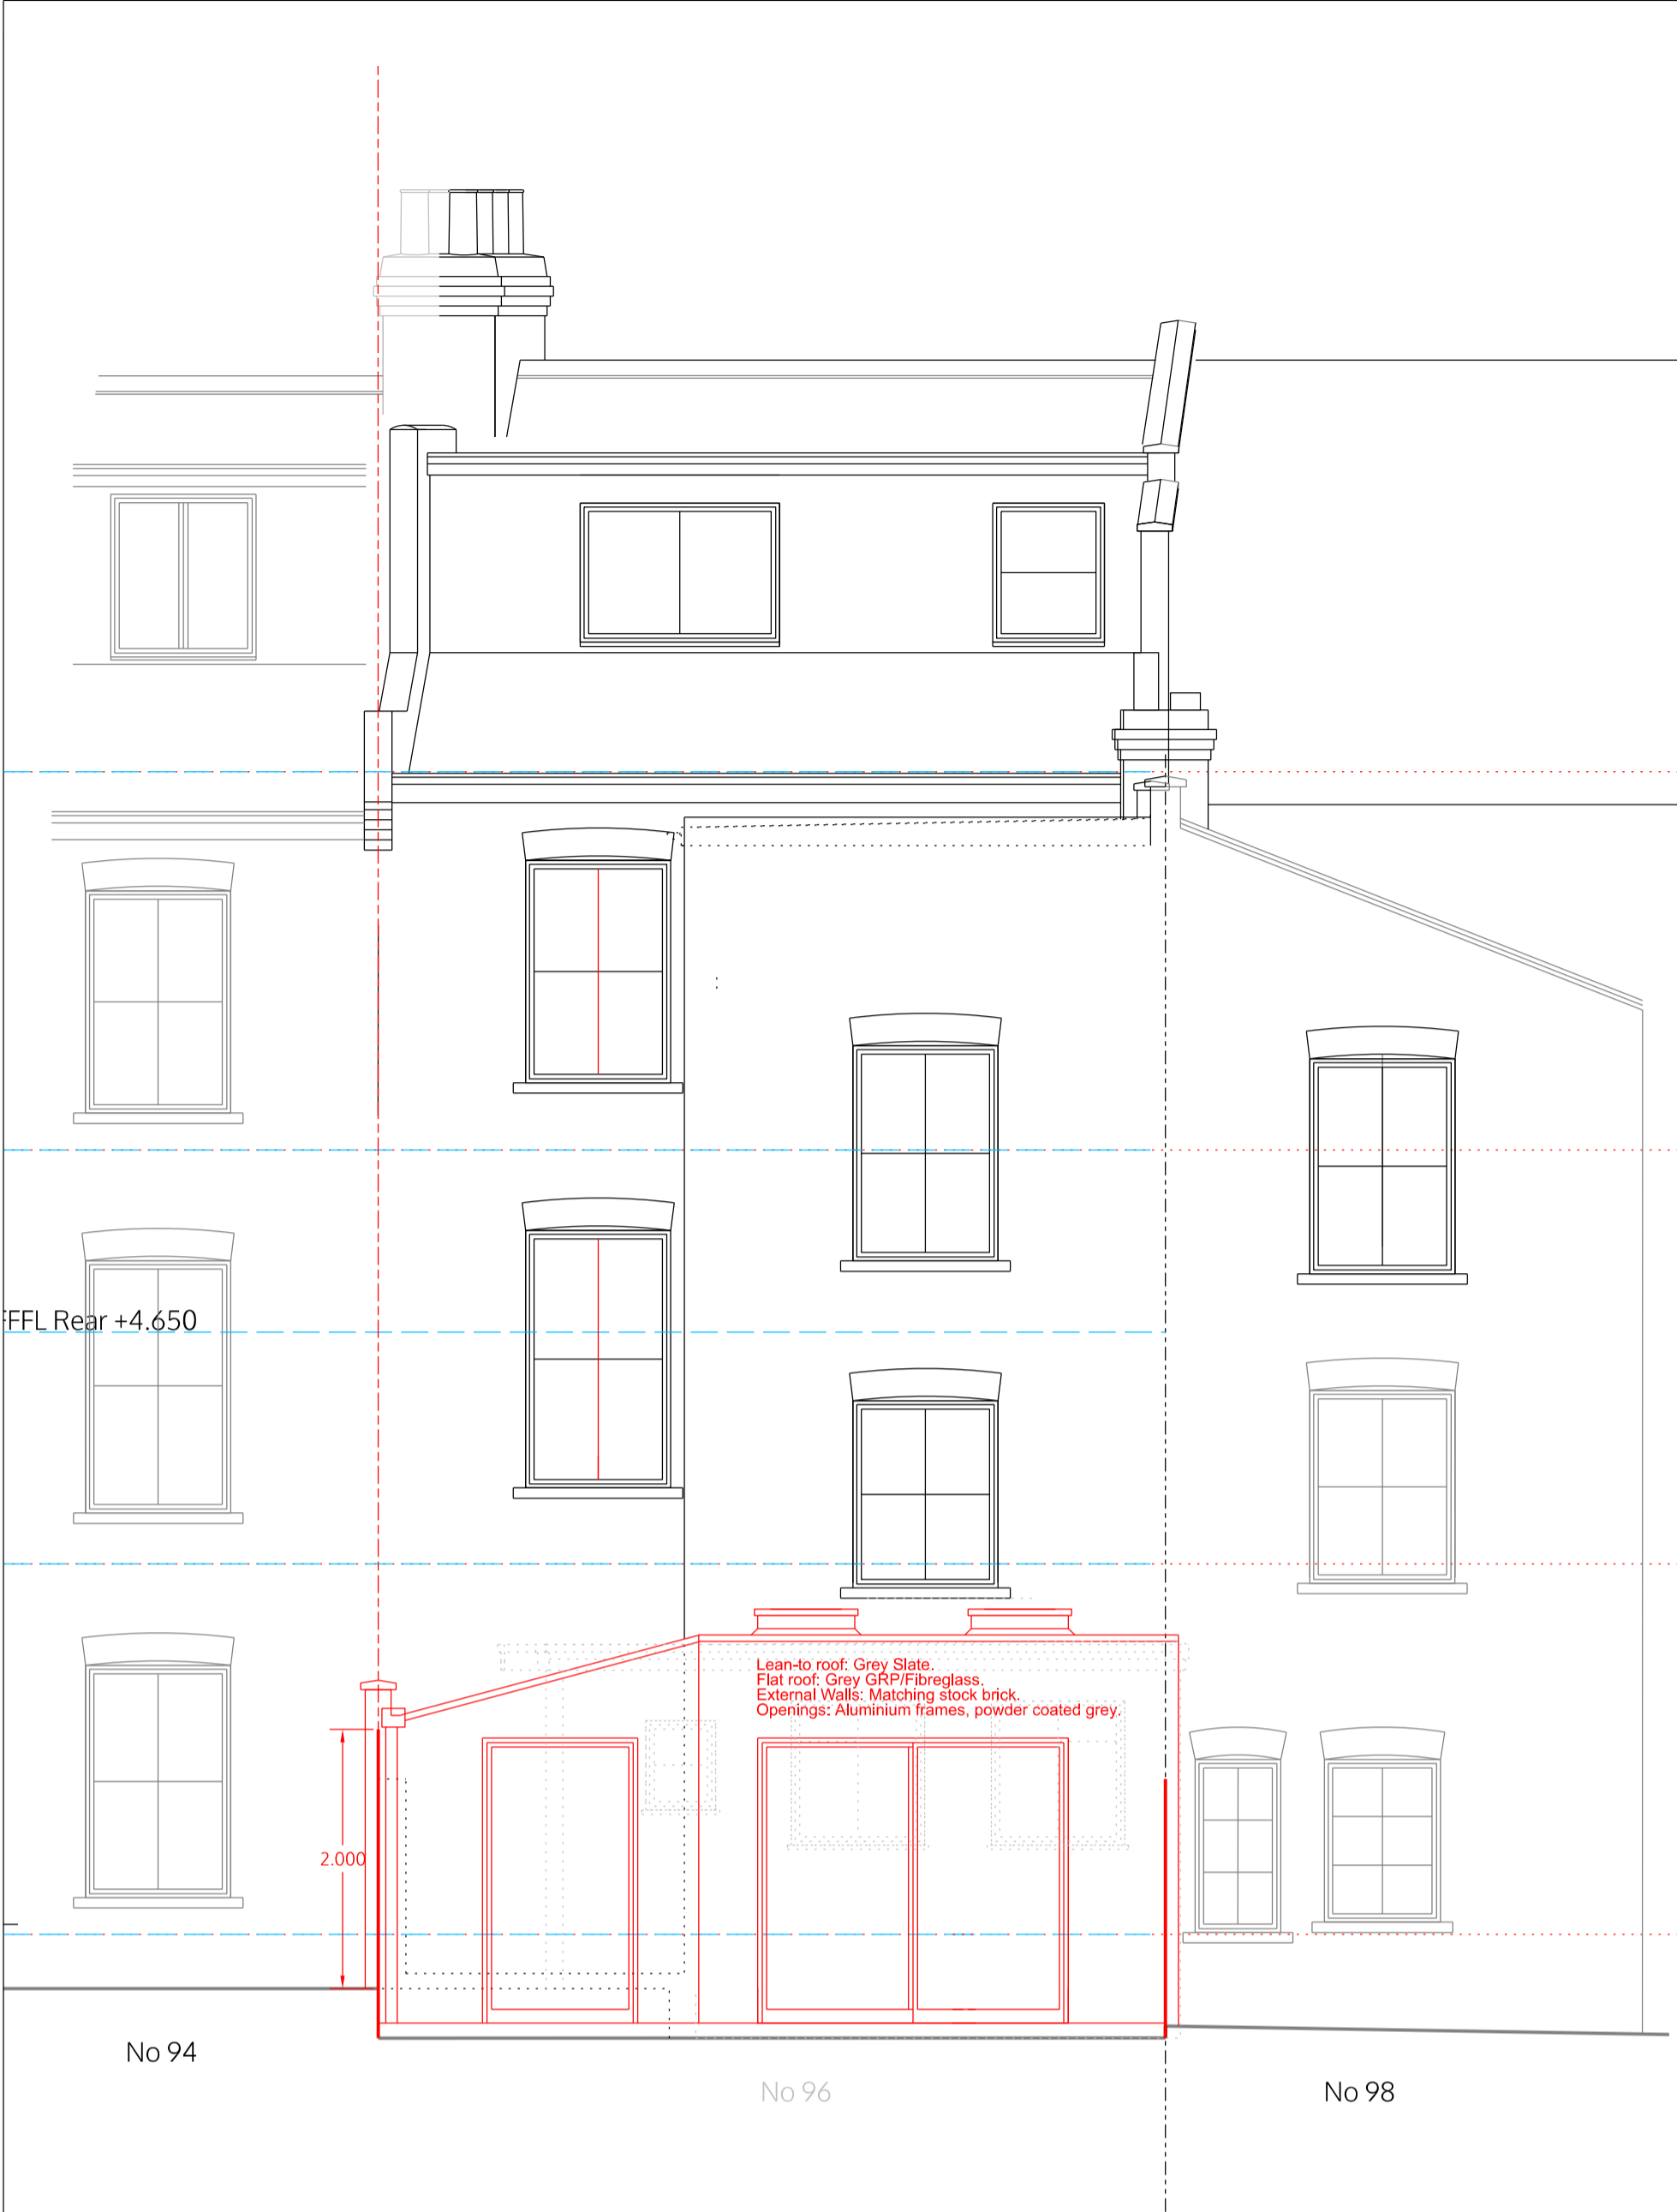 FFFL Rear +4.650
Lean-to roof: Grey Slate.
Flat roof: Grey GRP/Fibreglass.
External Walls: Matching stock brick.
Openings: Aluminium frames, powder coated grey.
2.000
No 94
No 96
No 98